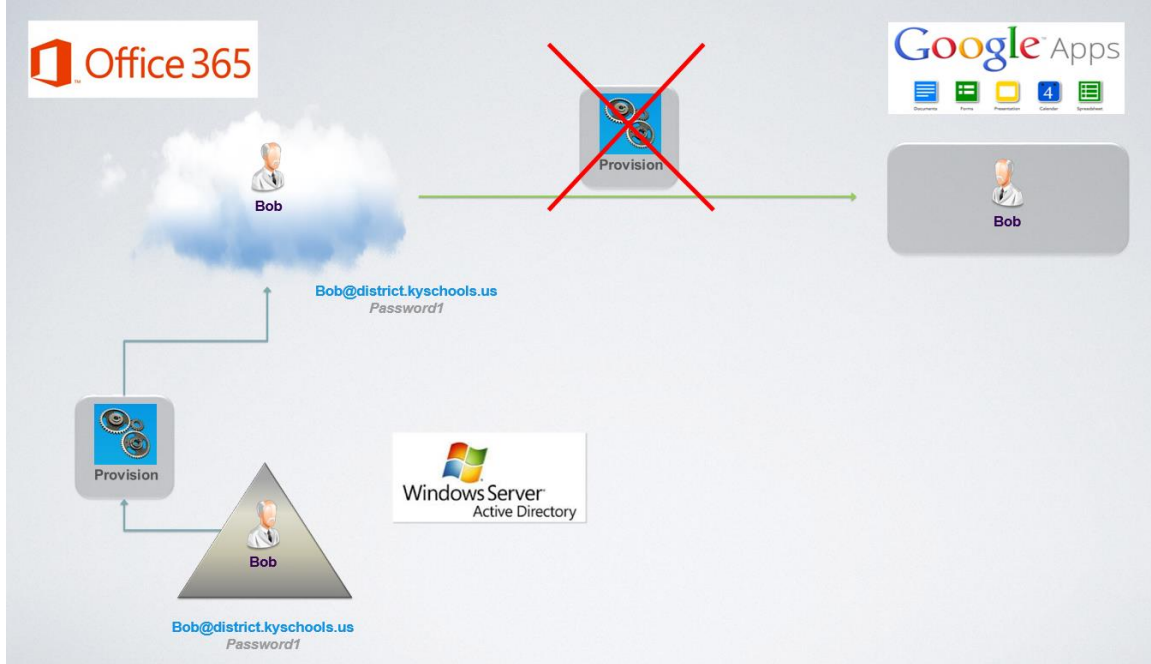 Office 365
Google™ Apps
4
Documents Forms Presentation Calendar Spreadsheet
Provision
Bob
Bob
Bob@district.kyschools.us
Password1
Provision
Windows Server
Active Directory
Bob
Bob@district.kyschools.us
Password1